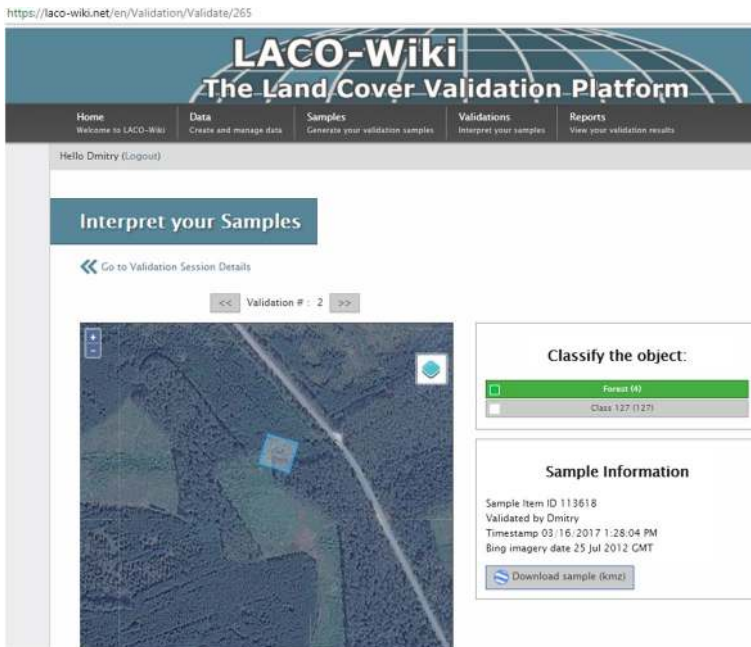 https://laco-wiki.net/en/Validation/Validate/265
LACO-Wiki
The Land Cover Validation Platform
Home Data Samples Validations Reports
Welcome to LACO-Wiki Create and manage data Generate your validation samples Interpret your samples View your validation results
Hello Dmitry (Logout)
Interpret your Samples
Go to Validation Session Details
<< Validation # : 2 >>
+
-
Classify the object:
Forest (4)
Class 127 (127)
Sample Information
Sample Item ID 113618
Validated by Dmitry
Timestamp 03/16/2017 1:28:04 PM
Bing imagery date 25 Jul 2012 GMT
Download sample (kmz)